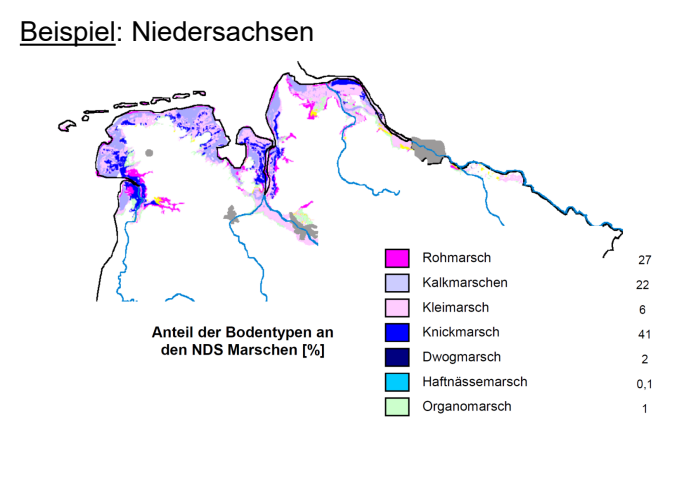 Beispiel: Niedersachsen
Rohmarsch 27
Kalkmarschen 22
Kleimarsch 6
Anteil der Bodentypen an
den NDS Marschen [%]
Knickmarsch 41
Dwogmarsch 2
Haftnässemarsch 0,1
Organomarsch 1